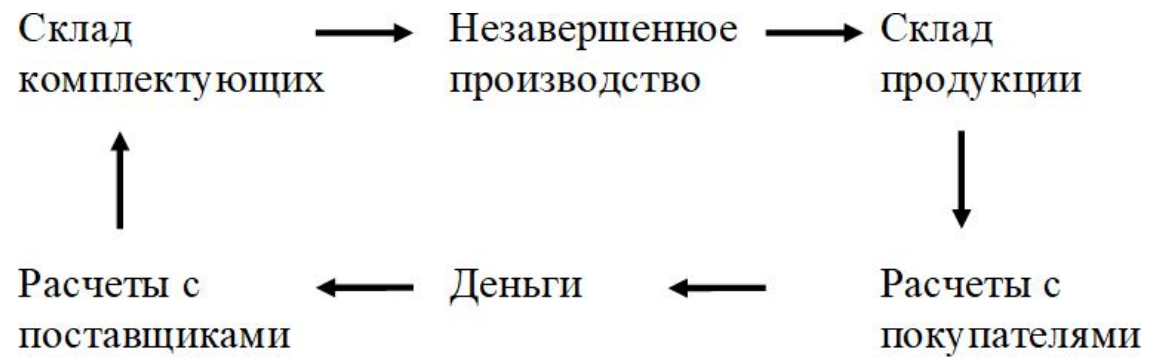 Склад
комплектующих
Незавершенное
производство
Склад
продукции
Расчеты с
поставщиками
Деньги
Расчеты с
покупателями